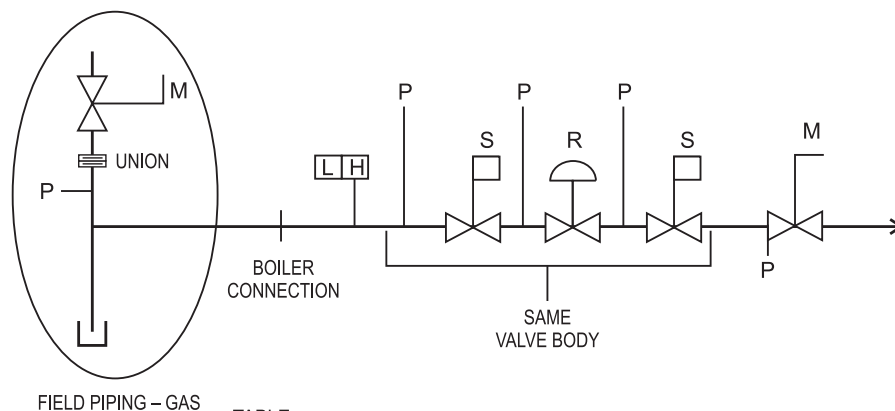 M
UNION
P
L H
P
S
P
R
P
S
M
P
BOILER
CONNECTION
SAME
VALVE BODY
FIELD PIPING – GAS